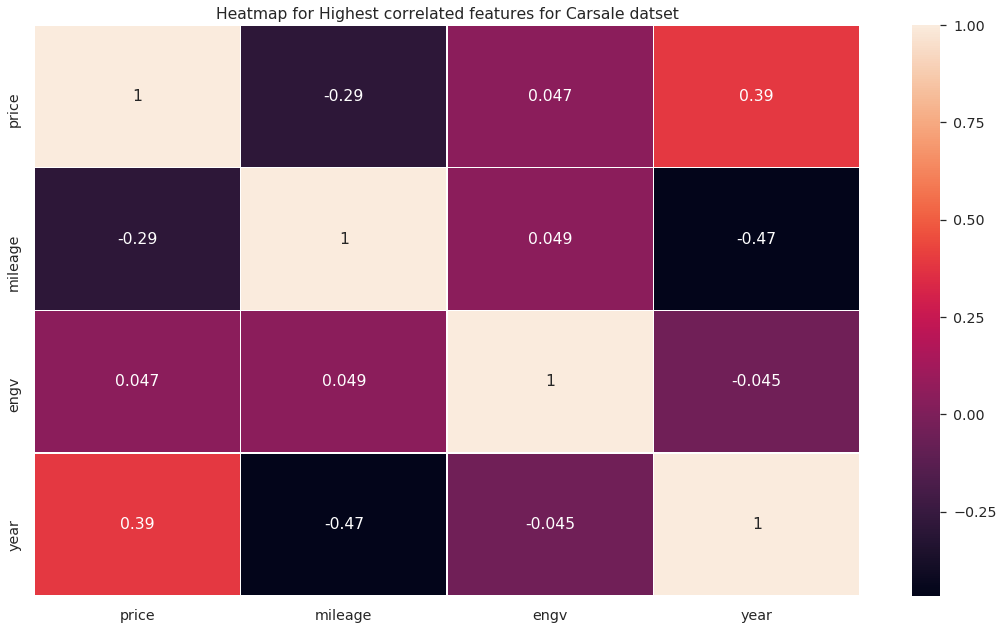 Heatmap for Highest correlated features for Carsale datset
price
1
-0.29
0.047
0.39
mileage
-0.29
1
0.049
-0.47
engv
0.047
0.049
1
-0.045
year
0.39
-0.47
-0.045
1
price
mileage
engv
year
1.00
0.75
0.50
0.25
0.00
−0.25